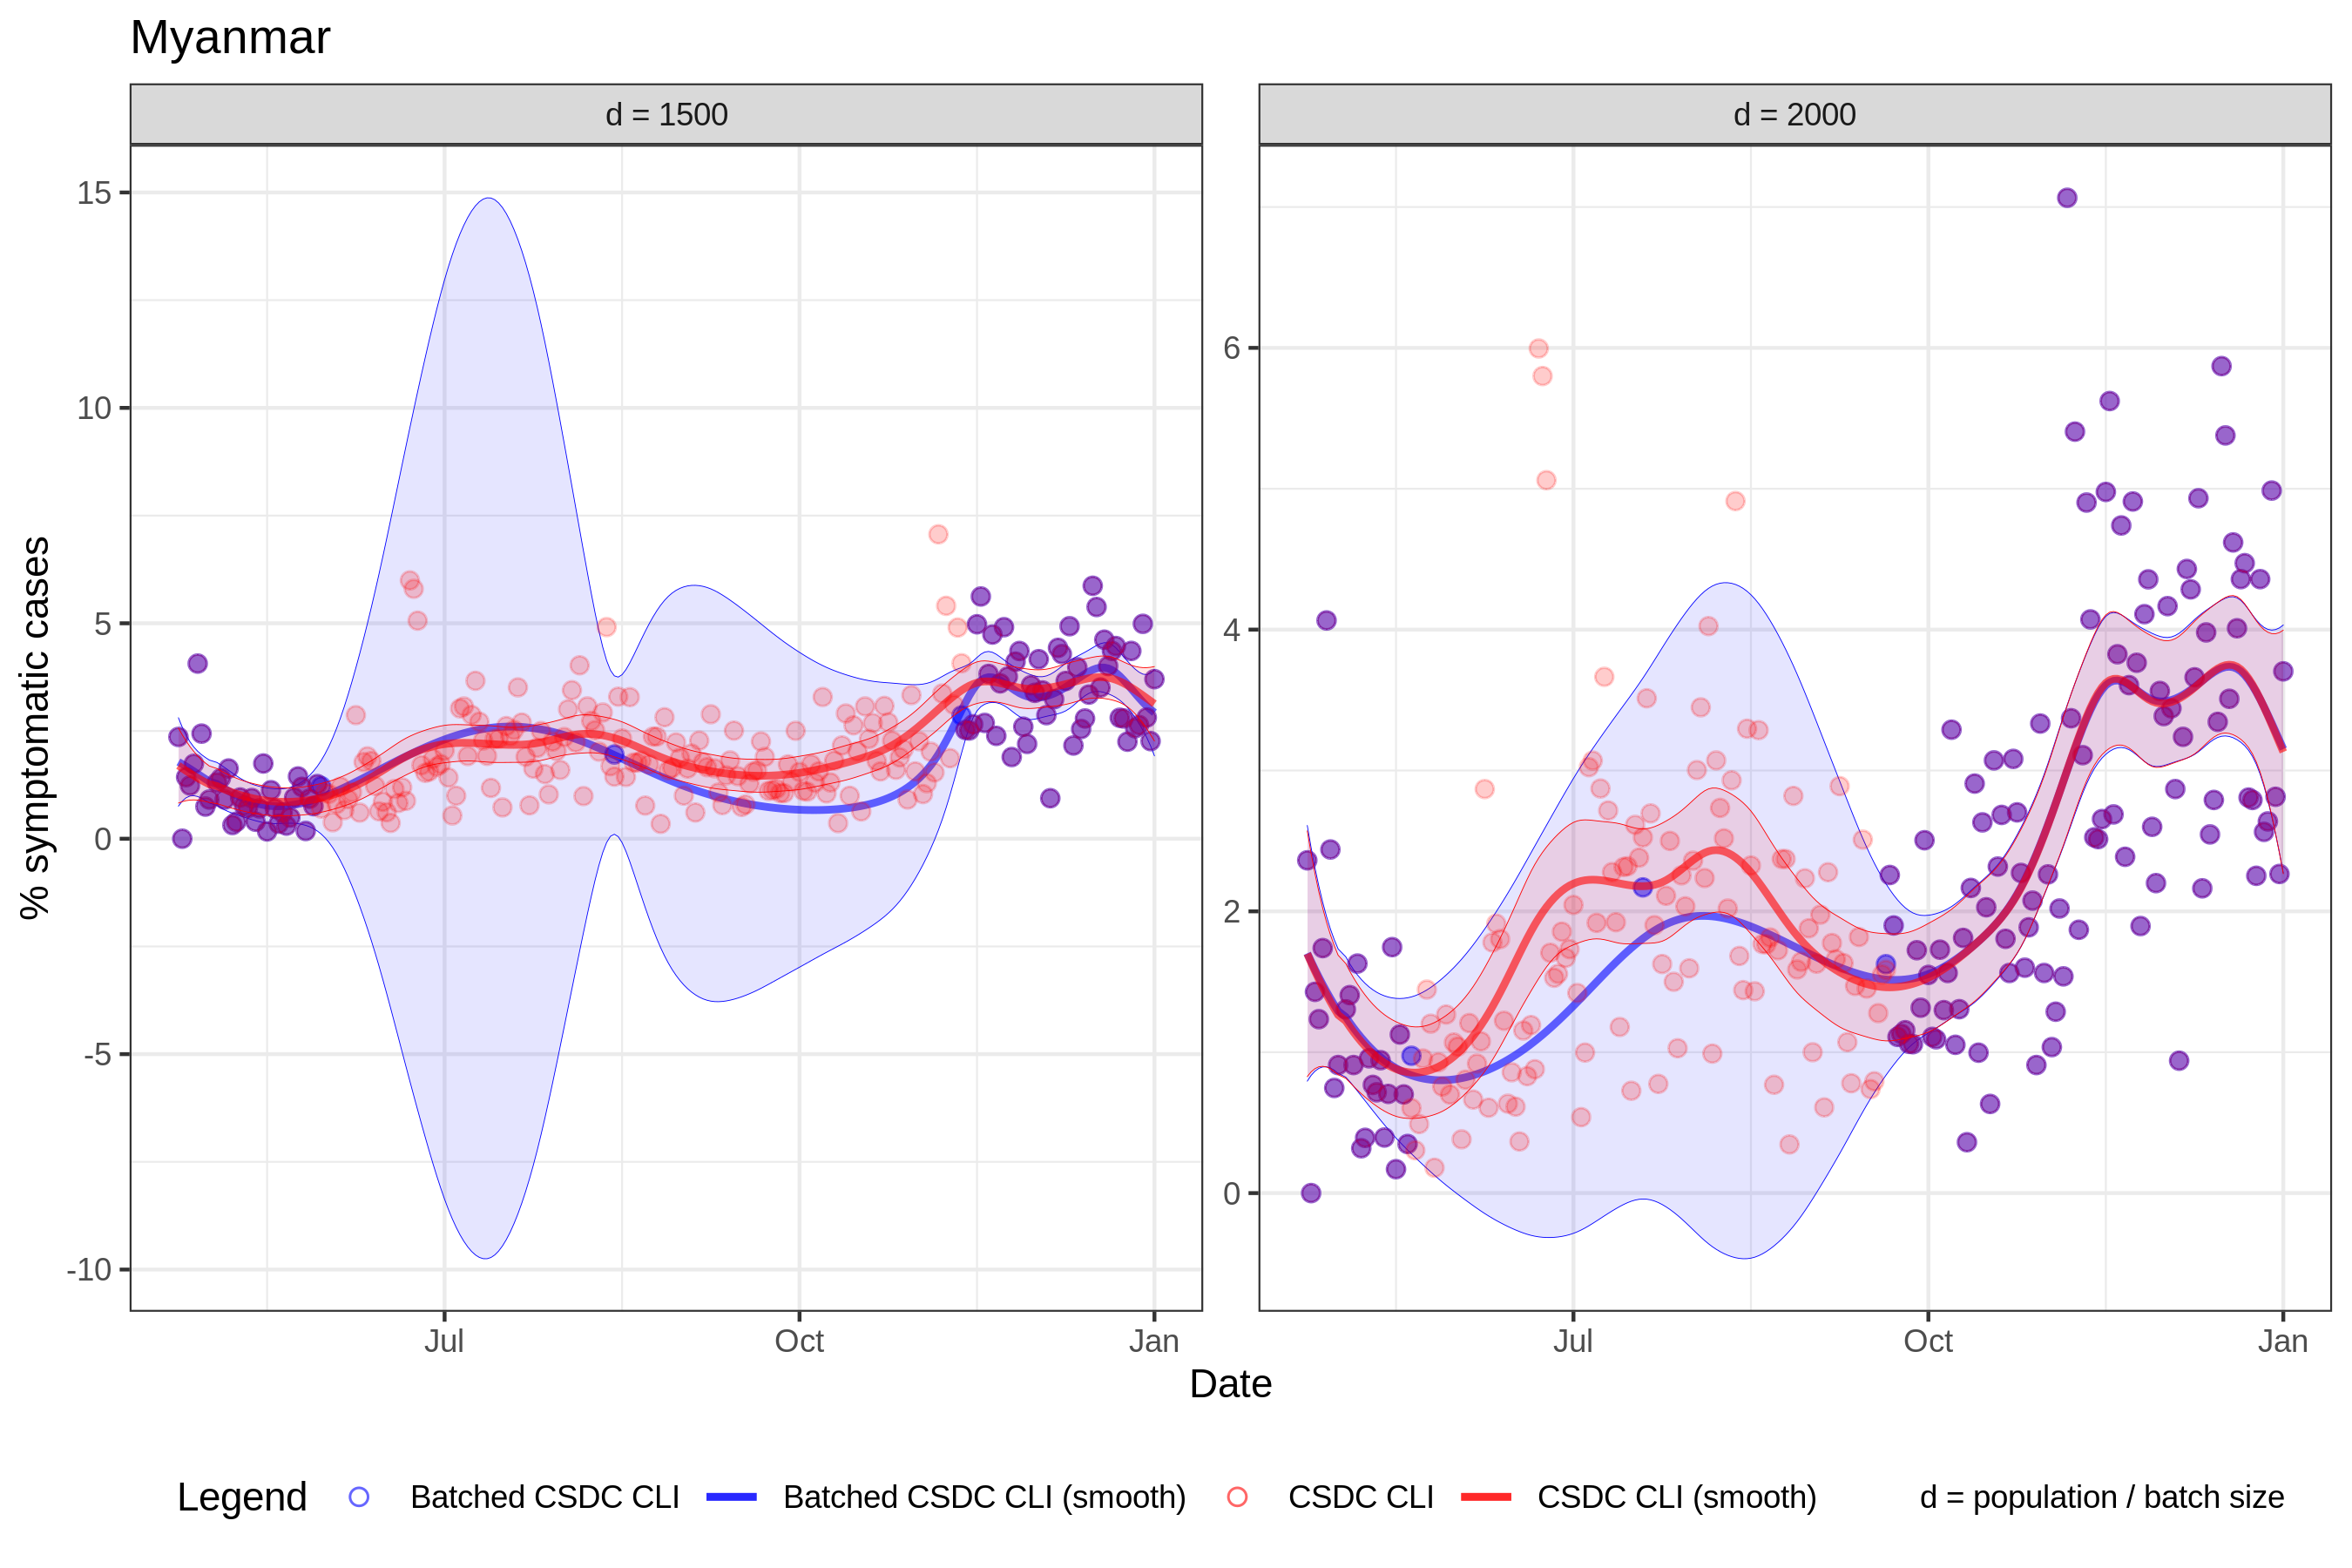 Myanmar
d = 1500
d = 2000
% symptomatic cases
15
10
5
0
-5
-10
6
4
2
0
Jul
Oct
Jan
Jul
Oct
Jan
Date
Legend
Batched CSDC CLI
Batched CSDC CLI (smooth)
CSDC CLI
CSDC CLI (smooth)
d = population / batch size